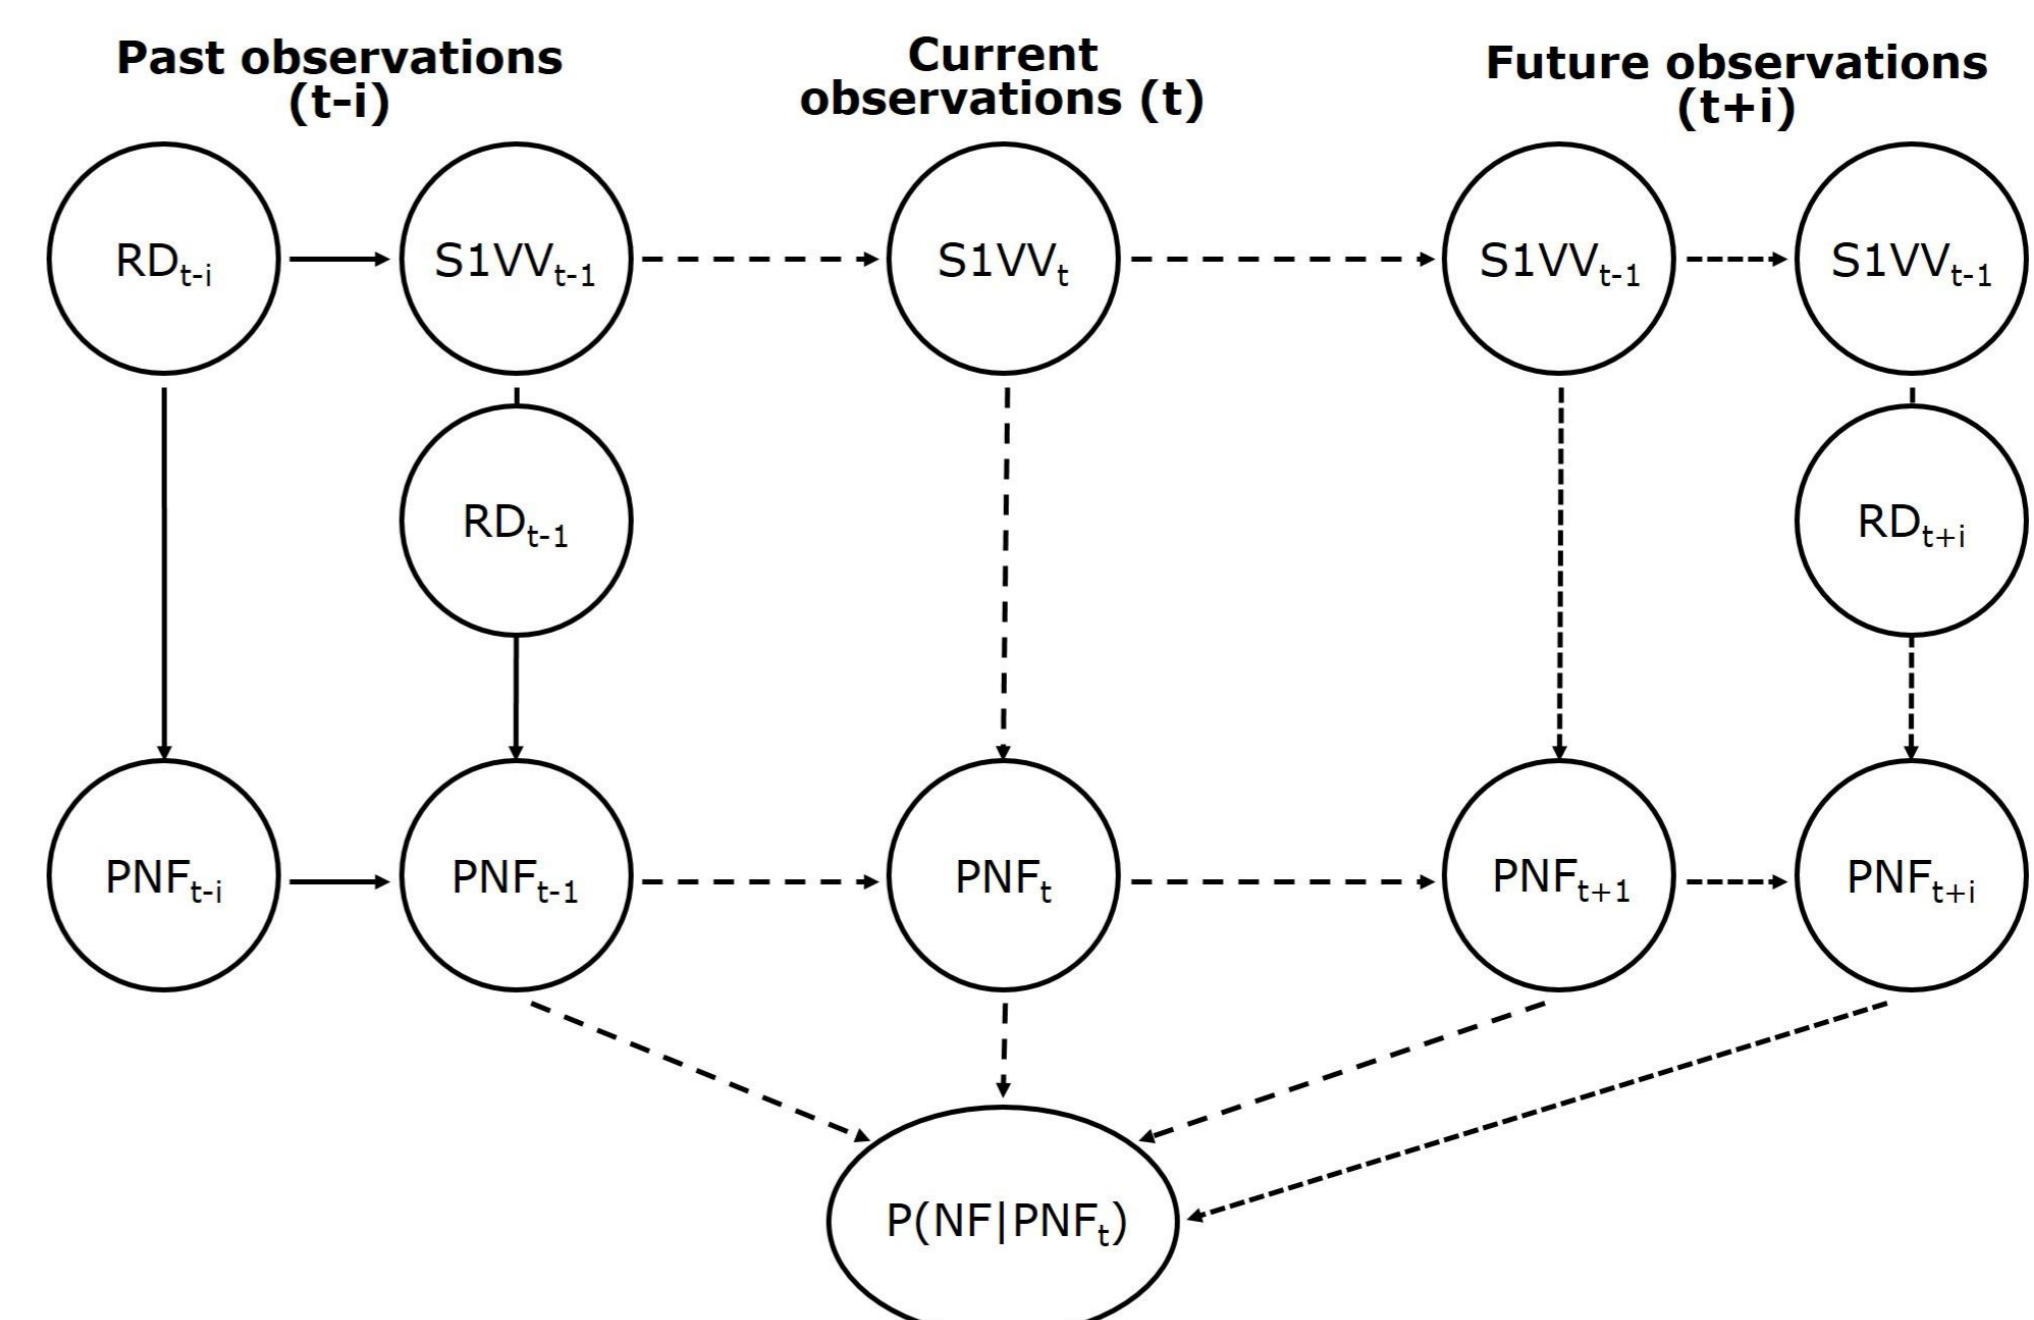 Past observations
(t-i)
Current
observations (t)
Future observations
(t+i)
RDt-i
S1VVt-1
S1VVt
S1VVt-1
S1VVt-1
RDt-1
RDt+i
PNFt-i
PNFt-1
PNFt
PNFt+1
PNFt+i
P(NF|PNFt)